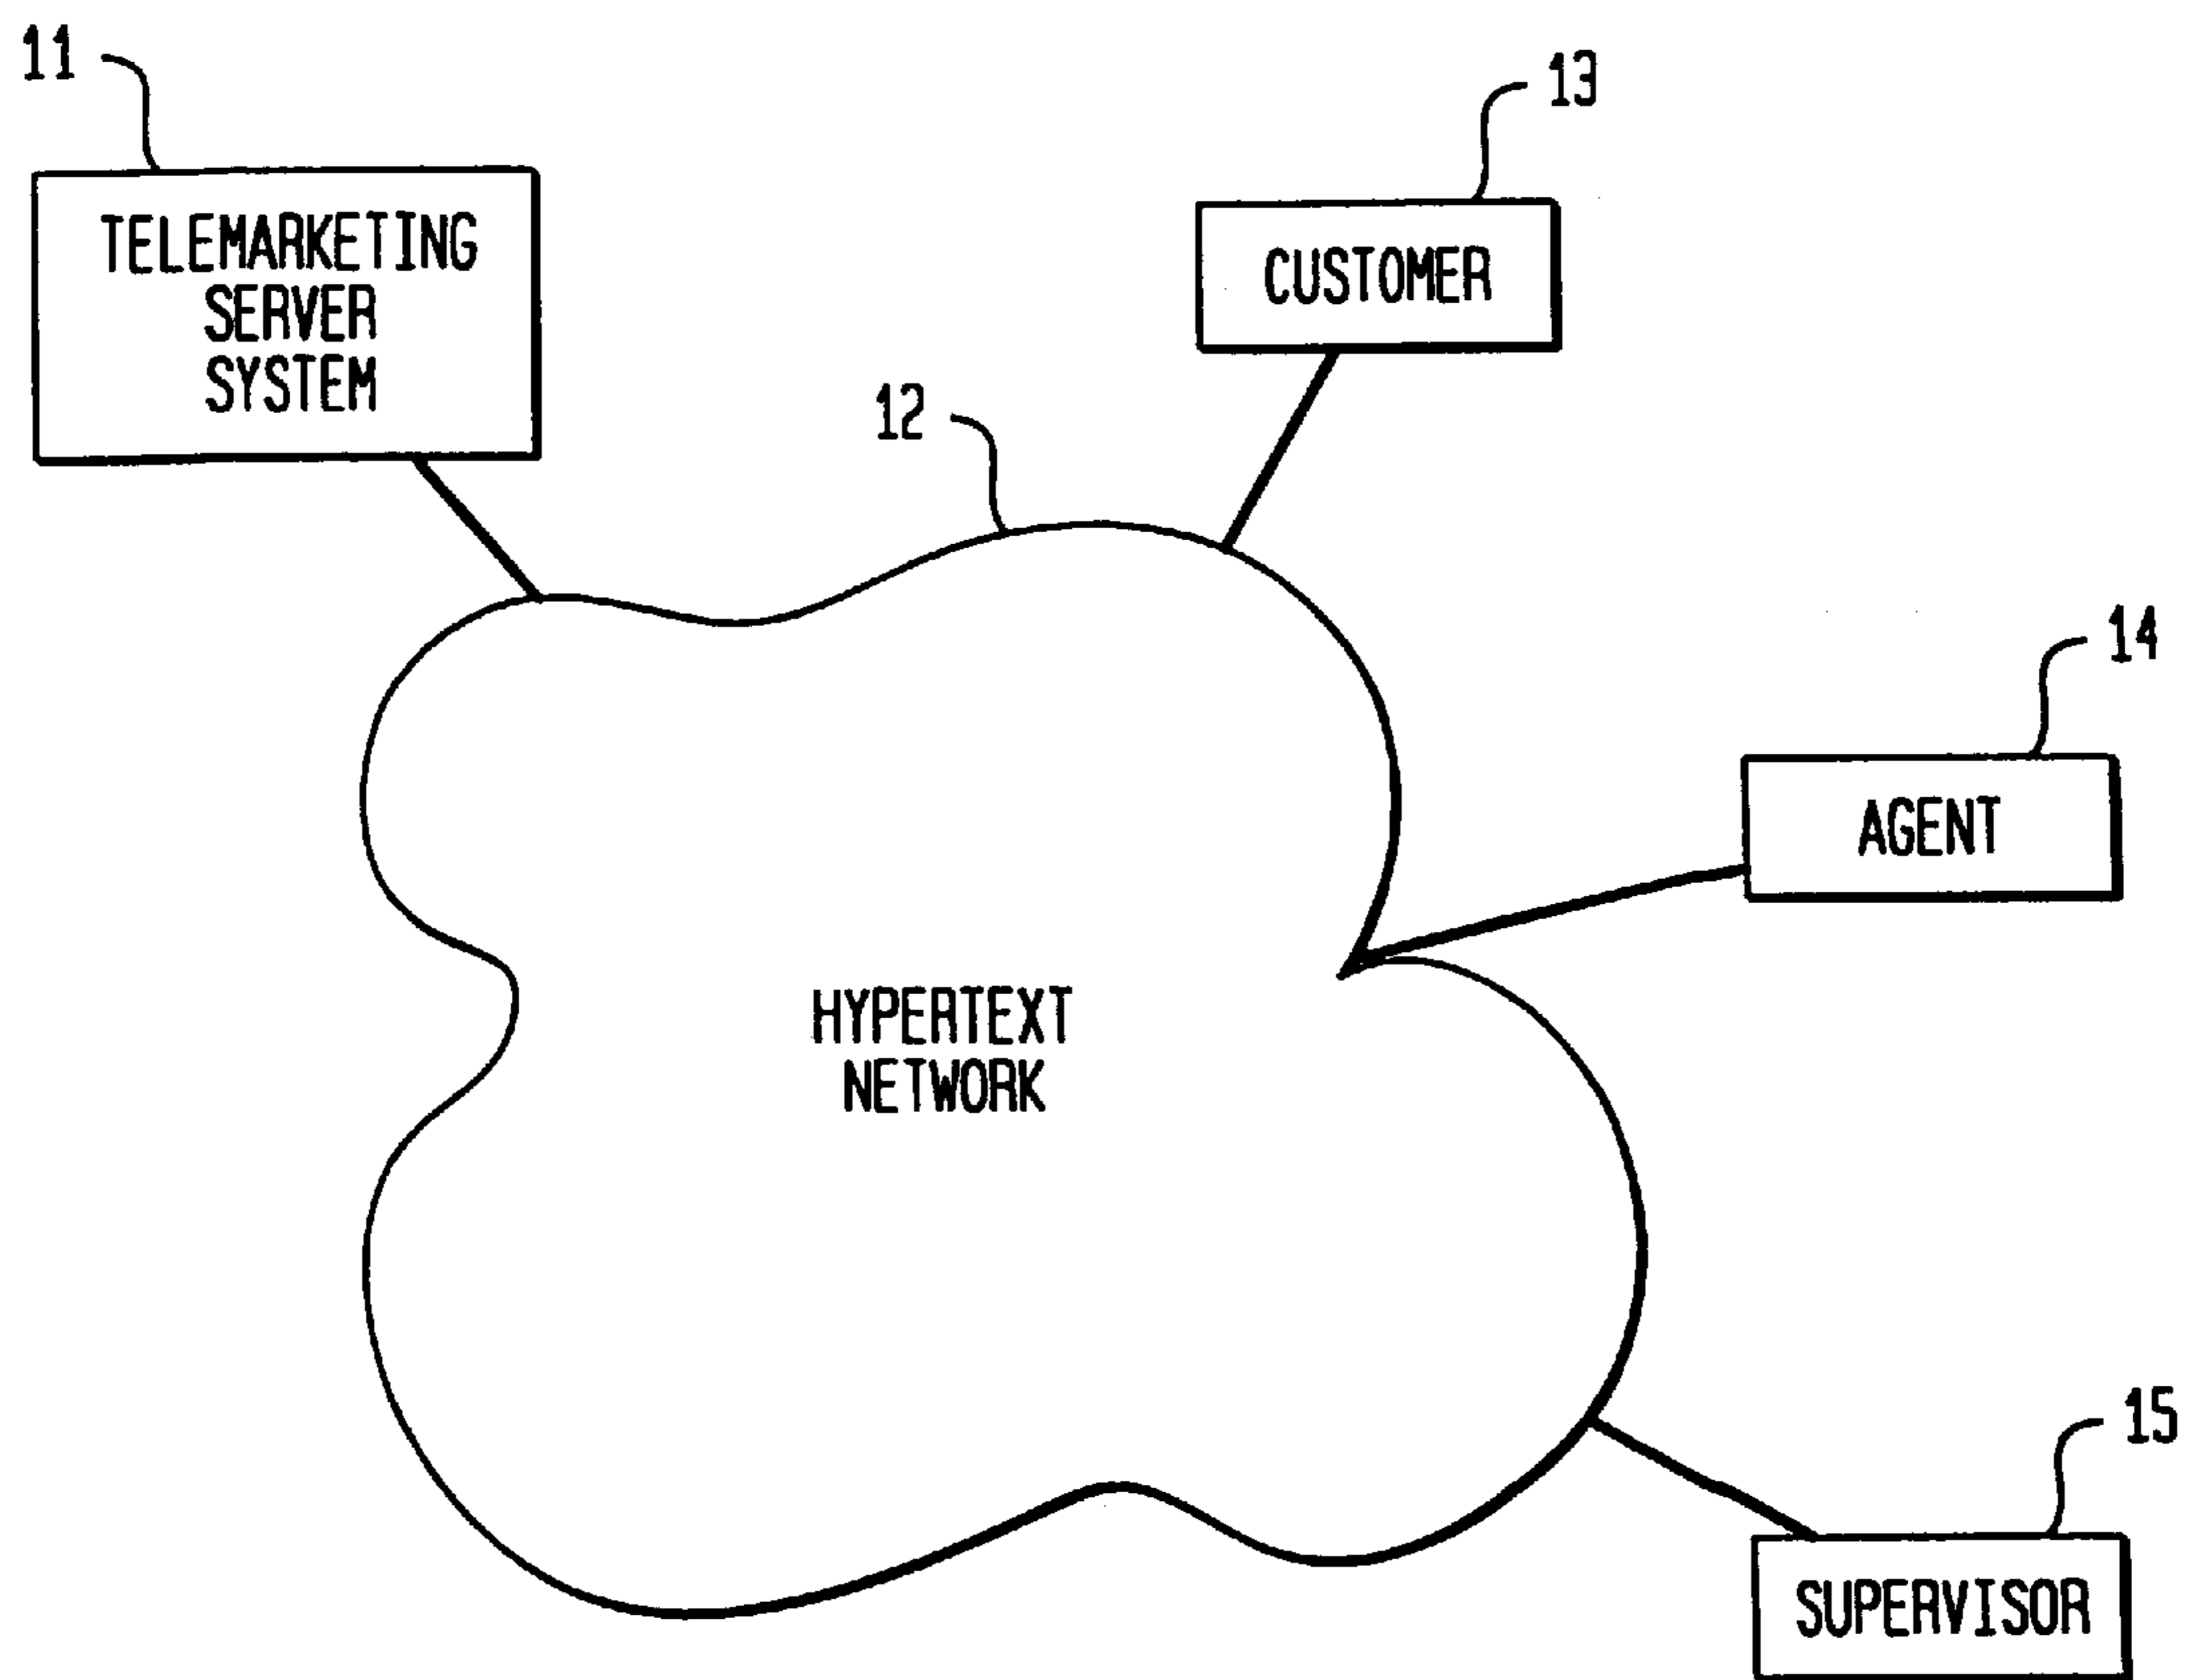 11
13
TELEMARKETING
SERVER
SYSTEM
CUSTOMER
12
14
AGENT
HYPERTEXT
NETWORK
15
SUPERVISOR